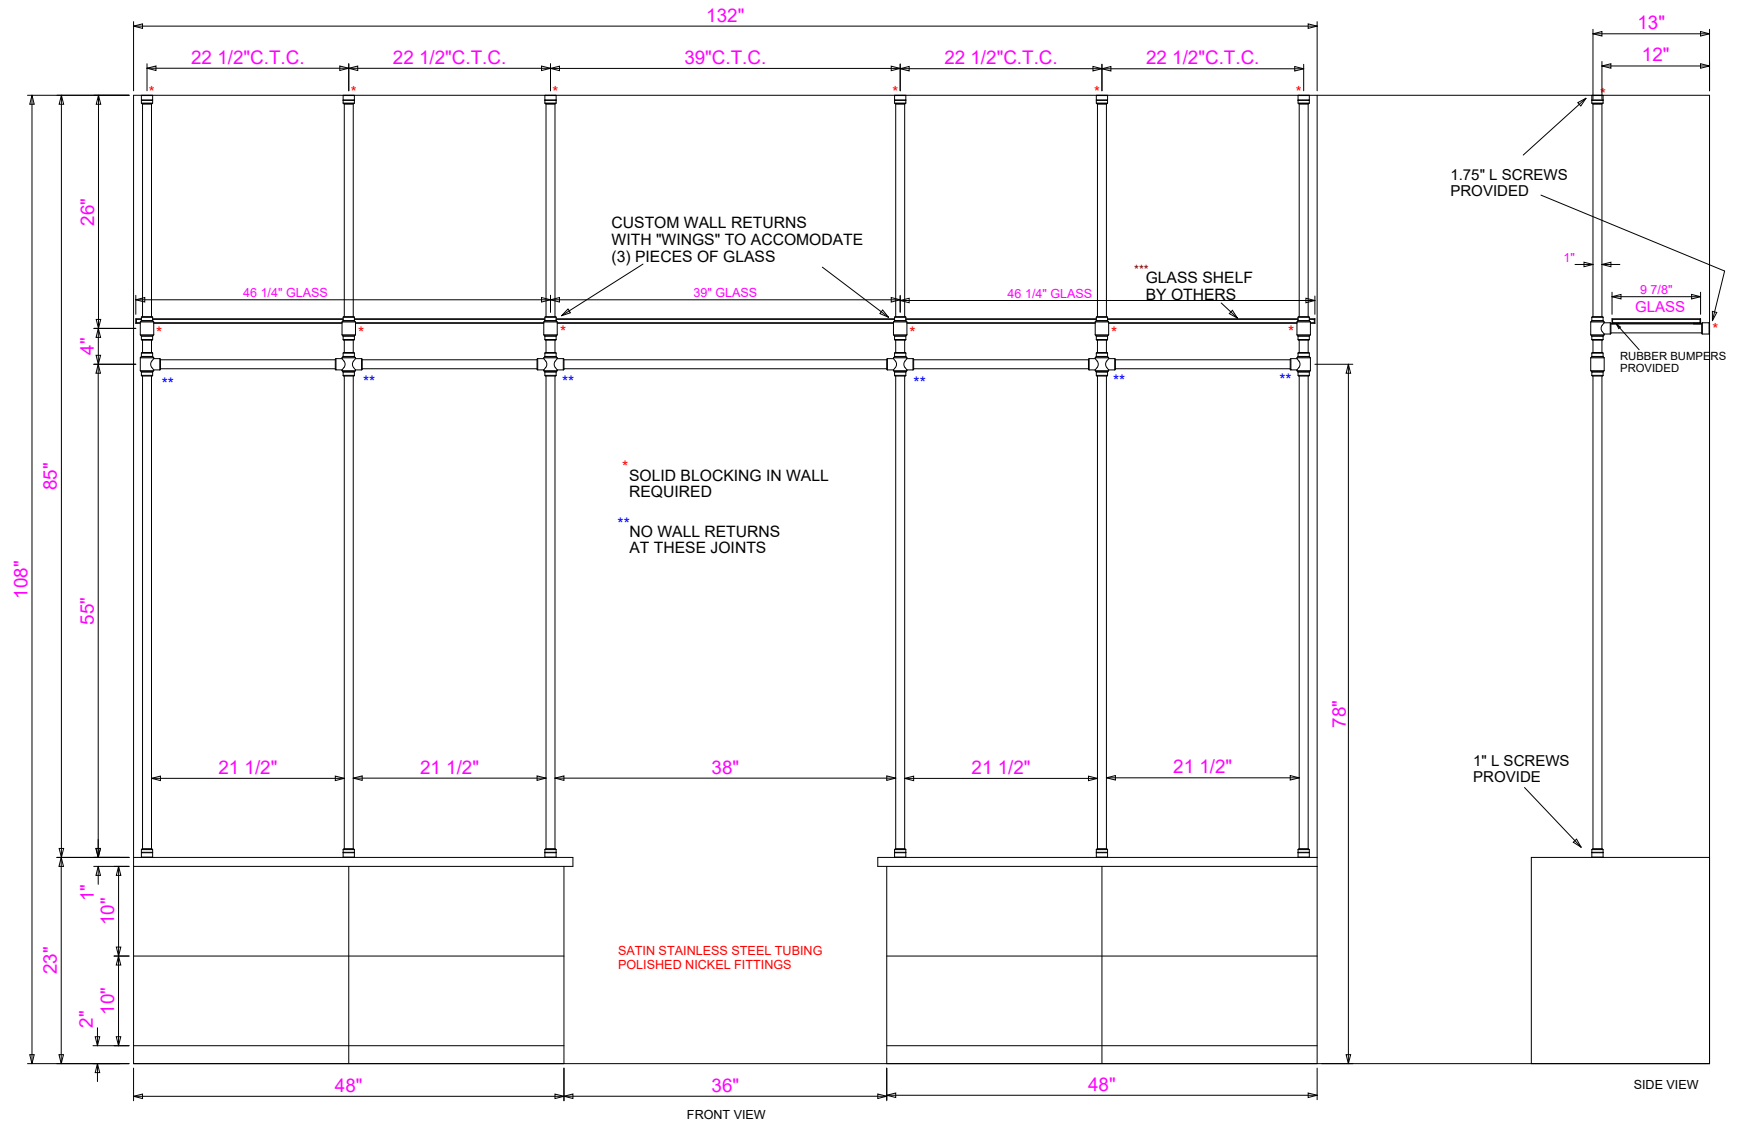 132"
13"
22 1/2"C.T.C.
22 1/2"C.T.C.
39"C.T.C.
22 1/2"C.T.C.
22 1/2"C.T.C.
12"
*
*
*
*
*
*
*
1.75" L SCREWS
PROVIDED
26"
CUSTOM WALL RETURNS
WITH "WINGS" TO ACCOMODATE
(3) PIECES OF GLASS
***GLASS SHELF
BY OTHERS
1"
46 1/4" GLASS
39" GLASS
46 1/4" GLASS
9 7/8"
GLASS
*
*
*
*
*
*
*
4"
RUBBER BUMPERS
PROVIDED
**
**
**
**
**
**
85"
*SOLID BLOCKING IN WALL
REQUIRED
**NO WALL RETURNS
AT THESE JOINTS
108"
55"
78"
21 1/2"
21 1/2"
38"
21 1/2"
21 1/2"
1" L SCREWS
PROVIDE
1"
10"
23"
SATIN STAINLESS STEEL TUBING
POLISHED NICKEL FITTINGS
10"
2"
48"
36"
48"
SIDE VIEW
FRONT VIEW